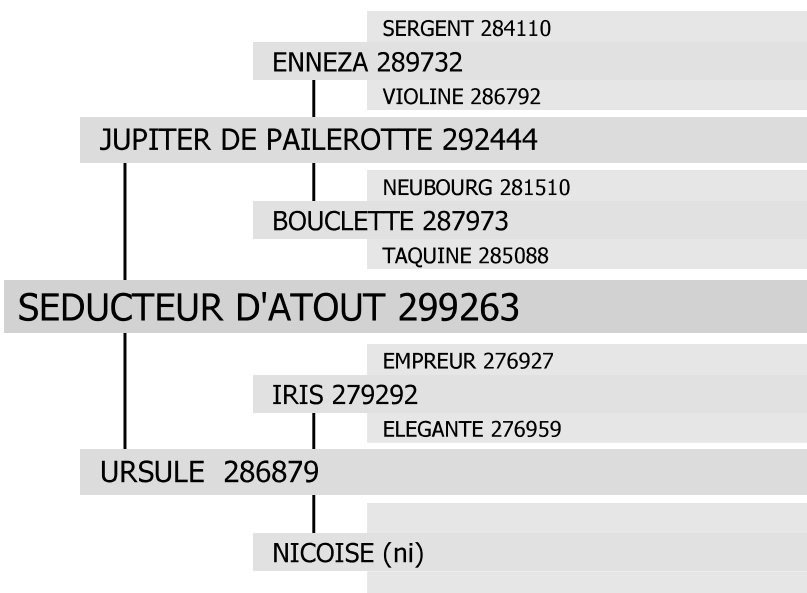 SERGENT 284110
ENNEZA 289732
VIOLINE 286792
JUPITER DE PAILEROTTE 292444
NEUBOURG 281510
BOUCLETTE 287973
TAQUINE 285088
SEDUCTEUR D'ATOUT 299263
EMPREUR 276927
IRIS 279292
ELEGANTE 276959
URSULE  286879
NICOISE (ni)